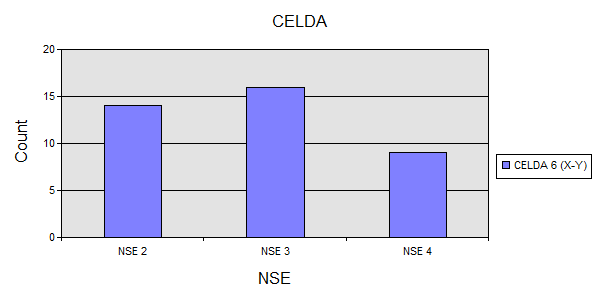 CELDA
20
15
10
5
0
Count
NSE 2
NSE 3
NSE 4
NSE
CELDA 6 (X-Y)